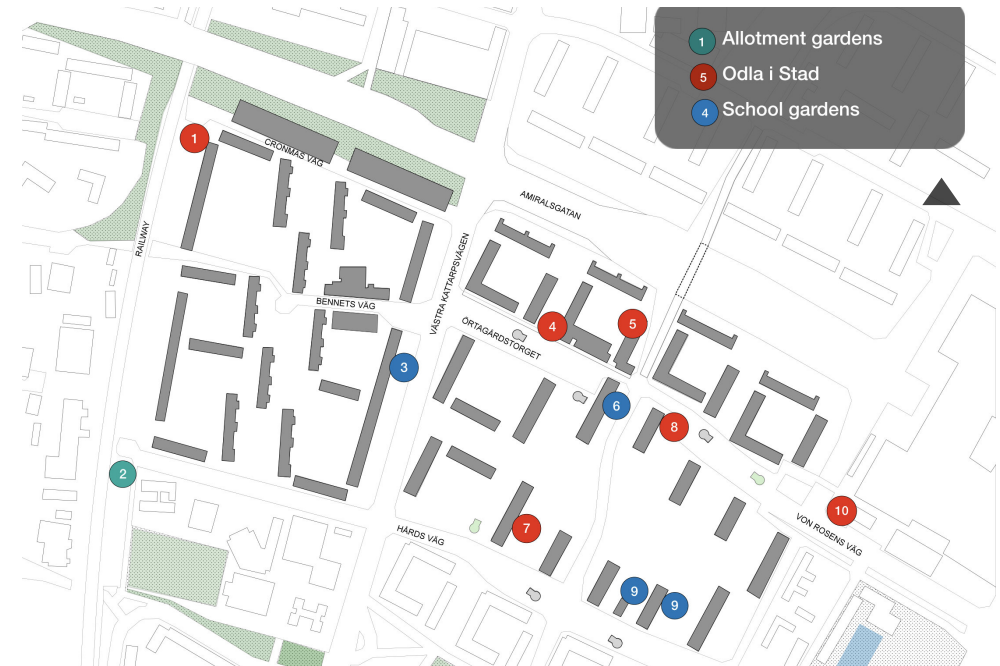 1 Allotment gardens
5 Odla i Stad
4 School gardens
1
CRONMAS VÄG
AMIRALSGATAN
RAILWAY
VÄSTRA KATTARPSVÄGEN
BENNETS VÄG
ÖRTAGÅRDSTORGET
4
5
3
6
8
2
7
HÅRDS VÄG
10
VON ROSENS VÄG
9
9